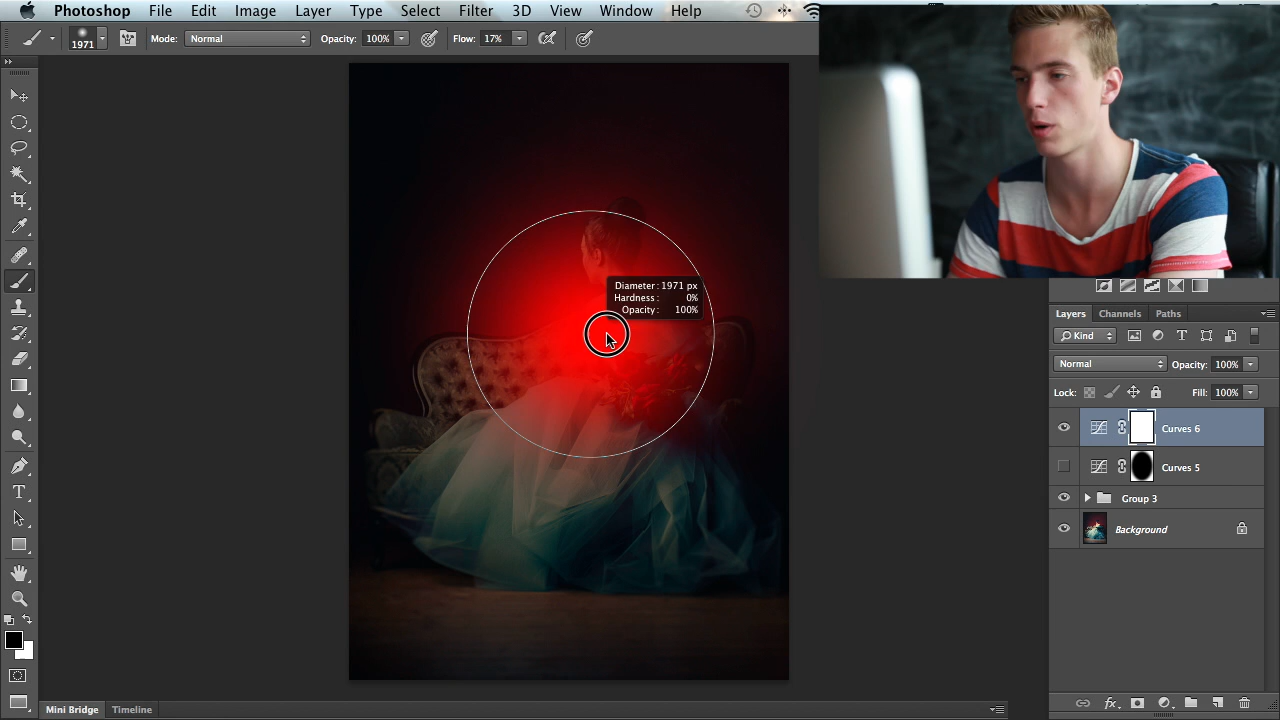 Photoshop File Edit Image Layer Type Select Filter 3D View Window Help
1971 Mode: Normal Opacity: 100% Flow: 17%
Diameter: 1971 px
Hardness: 0%
Opacity: 100%
Layers Channels Paths
Kind
Normal Opacity: 100%
Lock: Fill: 100%
Curves 6
Curves 5
Group 3
Background
Mini Bridge Timeline